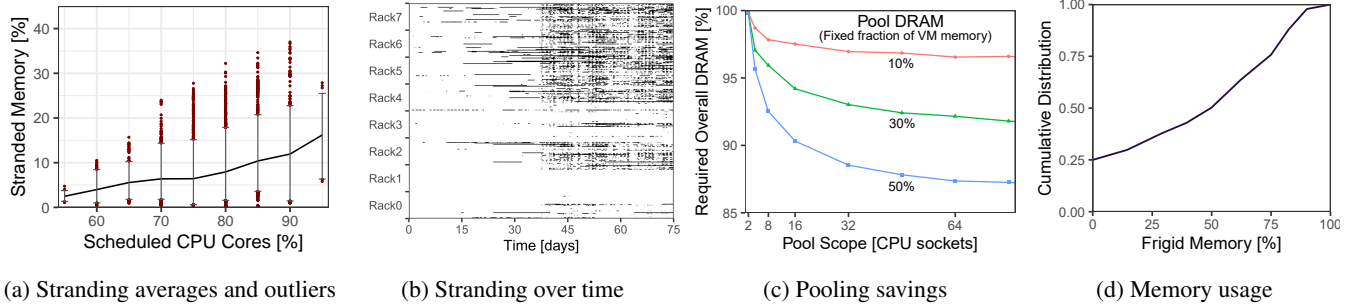 Stranded Memory [%]
40
30
20
10
0
60
70
80
90
Scheduled CPU Cores [%]
(a) Stranding averages and outliers
Rack7
Rack6
Rack5
Rack4
Rack3
Rack2
Rack1
Rack0
0
15
30
45
60
75
Time [days]
(b) Stranding over time
Required Overall DRAM [%]
100
95
90
85
Pool DRAM
(Fixed fraction of VM memory)
10%
30%
50%
2
8
16
32
64
Pool Scope [CPU sockets]
(c) Pooling savings
Cumulative Distribution
1.00
0.75
0.50
0.25
0.00
0
25
50
75
100
Frigid Memory [%]
(d) Memory usage